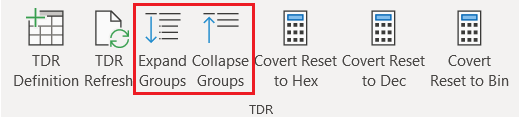 TDR Definition
TDR Refresh
Expand Groups
Collapse Groups
Covert Reset to Hex
Covert Reset to Dec
Covert Reset to Bin
TDR